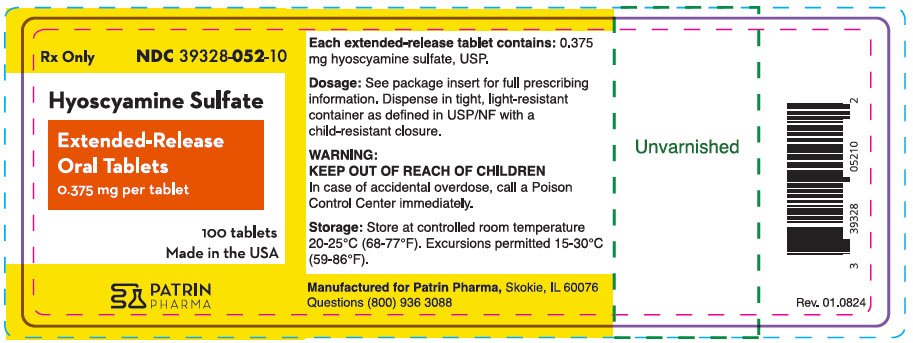 Rx Only NDC 39328-052-10
Hyoscyamine Sulfate
Extended-Release
Oral Tablets
0.375 mg per tablet
100 tablets
Made in the USA
PATRIN
PHARMA
Each extended-release tablet contains: 0.375
mg hyoscyamine sulfate, USP.
Dosage: See package insert for full prescribing
information. Dispense in tight, light-resistant
container as defined in USP/NF with a
child-resistant closure.
WARNING:
KEEP OUT OF REACH OF CHILDREN
In case of accidental overdose, call a Poison
Control Center immediately.
Storage: Store at controlled room temperature
20-25°C (68-77°F). Excursions permitted 15-30°C
(59-86°F).
Manufactured for Patrin Pharma, Skokie, IL 60076
Questions (800) 936 3088
Unvarnished
3 39328 05210 2
Rev. 01.0824